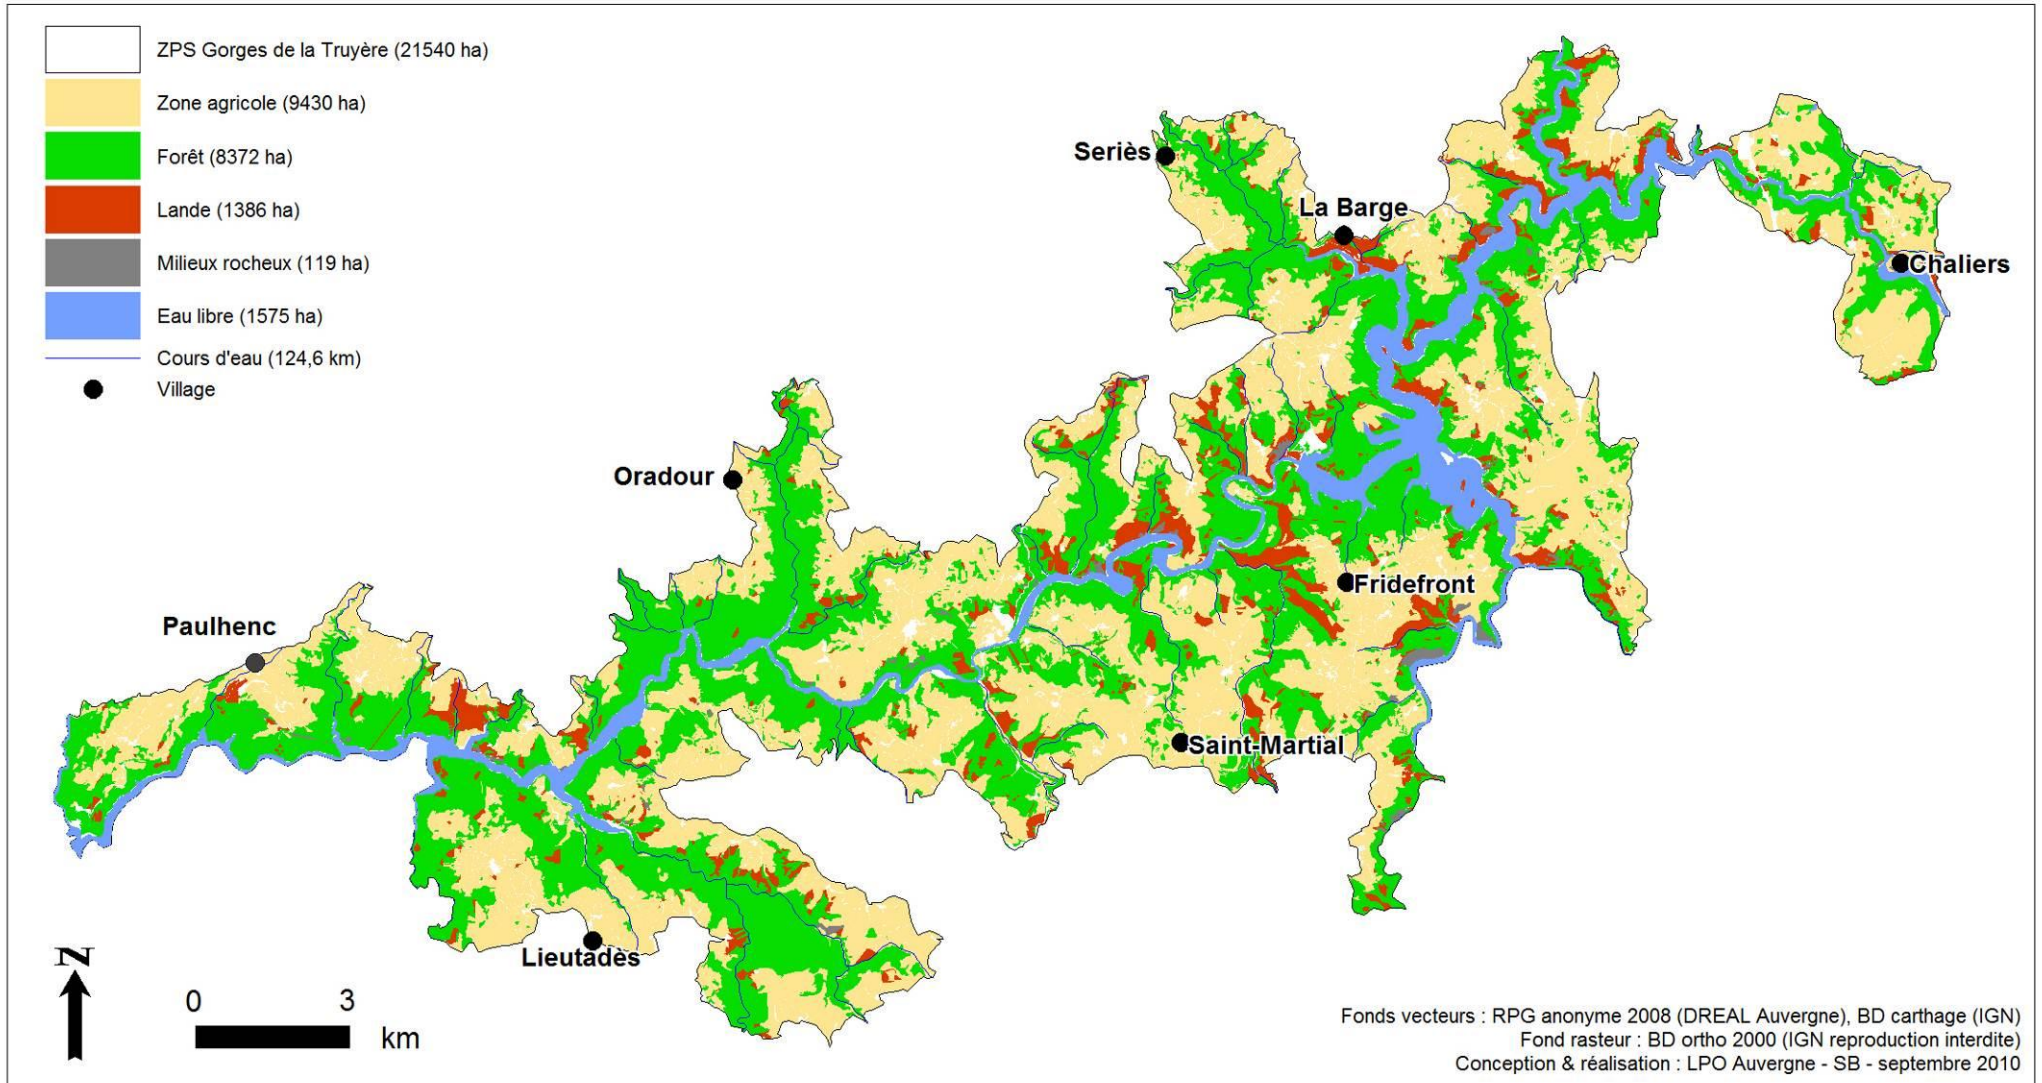 ZPS Gorges de la Truyère (21540 ha)
Zone agricole (9430 ha)
Forêt (8372 ha)
Lande (1386 ha)
Milieux rocheux (119 ha)
Eau libre (1575 ha)
Cours d'eau (124,6 km)
Village
Seriès
La Barge
Chaliers
Oradour
Fridefront
Paulhenc
Saint-Martial
Lieutadès
N
0 3
km
Fonds vecteurs : RPG anonyme 2008 (DREAL Auvergne), BD carthage (IGN)
Fond rasteur : BD ortho 2000 (IGN reproduction interdite)
Conception & réalisation : LPO Auvergne - SB - septembre 2010